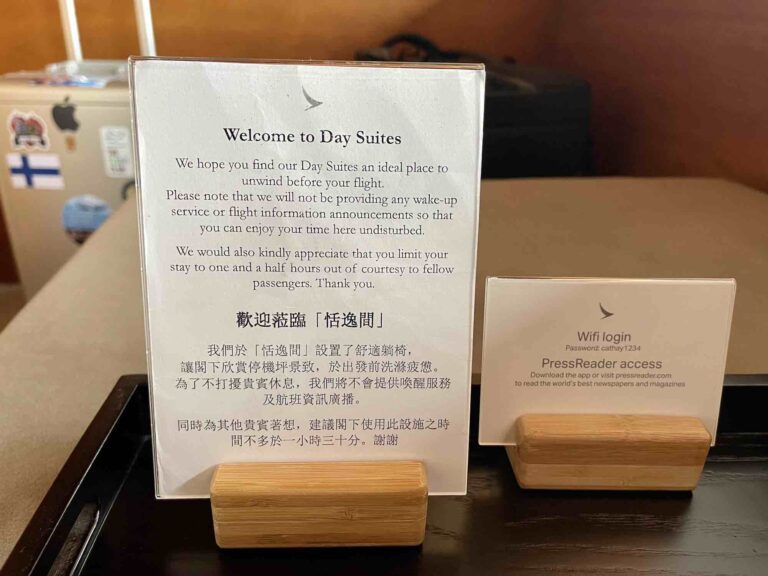 Welcome to Day Suites
We hope you find our Day Suites an ideal place to
unwind before your flight.
Please note that we will not be providing any wake-up
service or flight information announcements so that
you can enjoy your time here undisturbed.
We would also kindly appreciate that you limit your
stay to one and a half hours out of courtesy to fellow
passengers. Thank you.
歡迎蒞臨「恬逸間」
我們於「恬逸間」設置了舒適躺椅，
讓閣下欣賞停機坪景致，於出發前洗滌疲憊。
為了不打擾貴賓休息，我們將不會提供喚醒服務
及航班資訊廣播。
同時為其他貴賓著想，建議閣下使用此設施之時
間不多於一小時三十分。謝謝
Wifi login
Password: cathay1234
PressReader access
Download the app or visit pressreader.com
to read the world's best newspapers and magazines